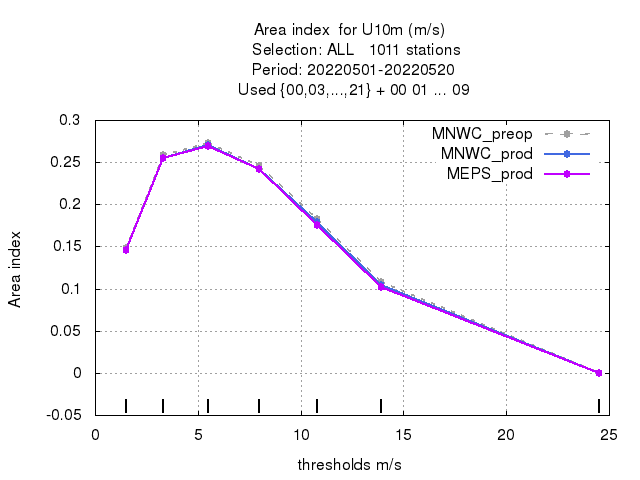 Area index  for U10m (m/s)
Selection: ALL   1011 stations
Period: 20220501-20220520
Used {00,03,...,21} + 00 01 ... 09
MNWC_preop
MNWC_prod
MEPS_prod
0.3
0.25
0.2
0.15
0.1
0.05
0
-0.05
Area index
0 5 10 15 20 25
thresholds m/s